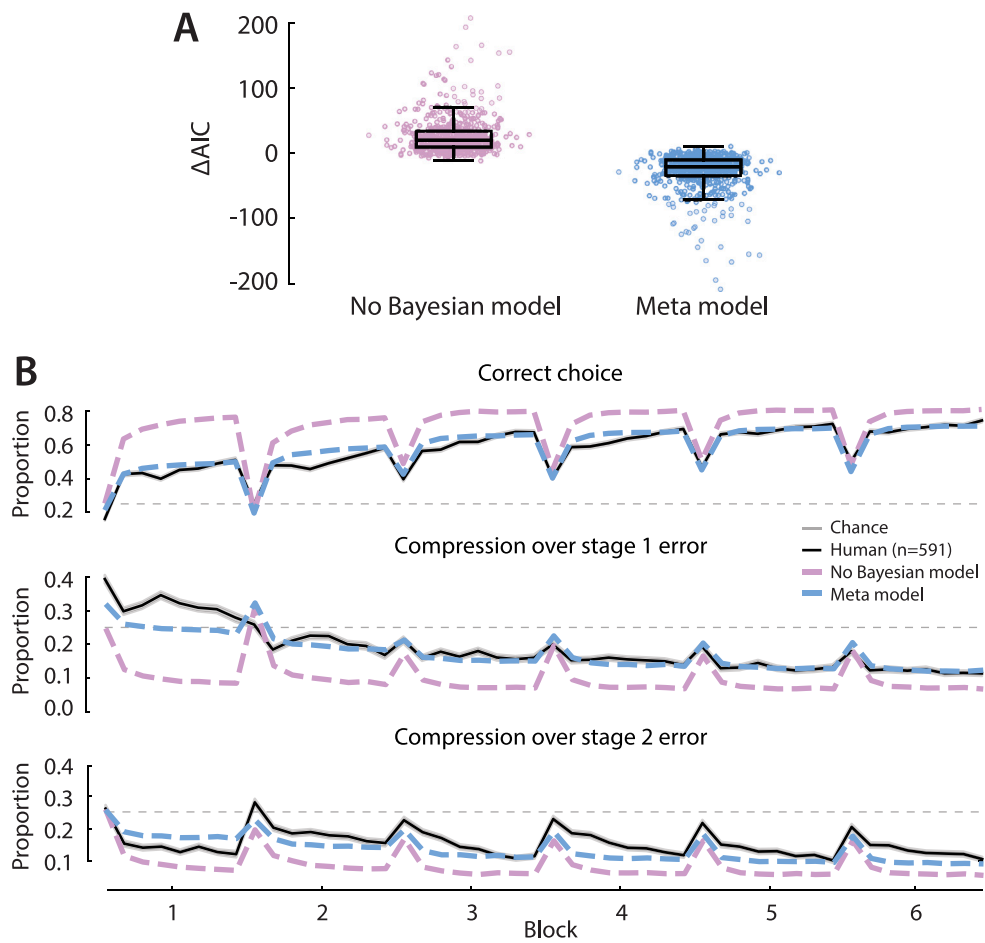 A
200
100
0
-100
-200
ΔAIC
No Bayesian model
Meta model
B
Correct choice
0.8
0.6
0.4
0.2
Proportion
Chance
Human (n=591)
No Bayesian model
Meta model
Compression over stage 1 error
0.4
0.3
0.2
0.1
0.0
Proportion
Compression over stage 2 error
0.4
0.3
0.2
0.1
Proportion
1 2 3 4 5 6
Block